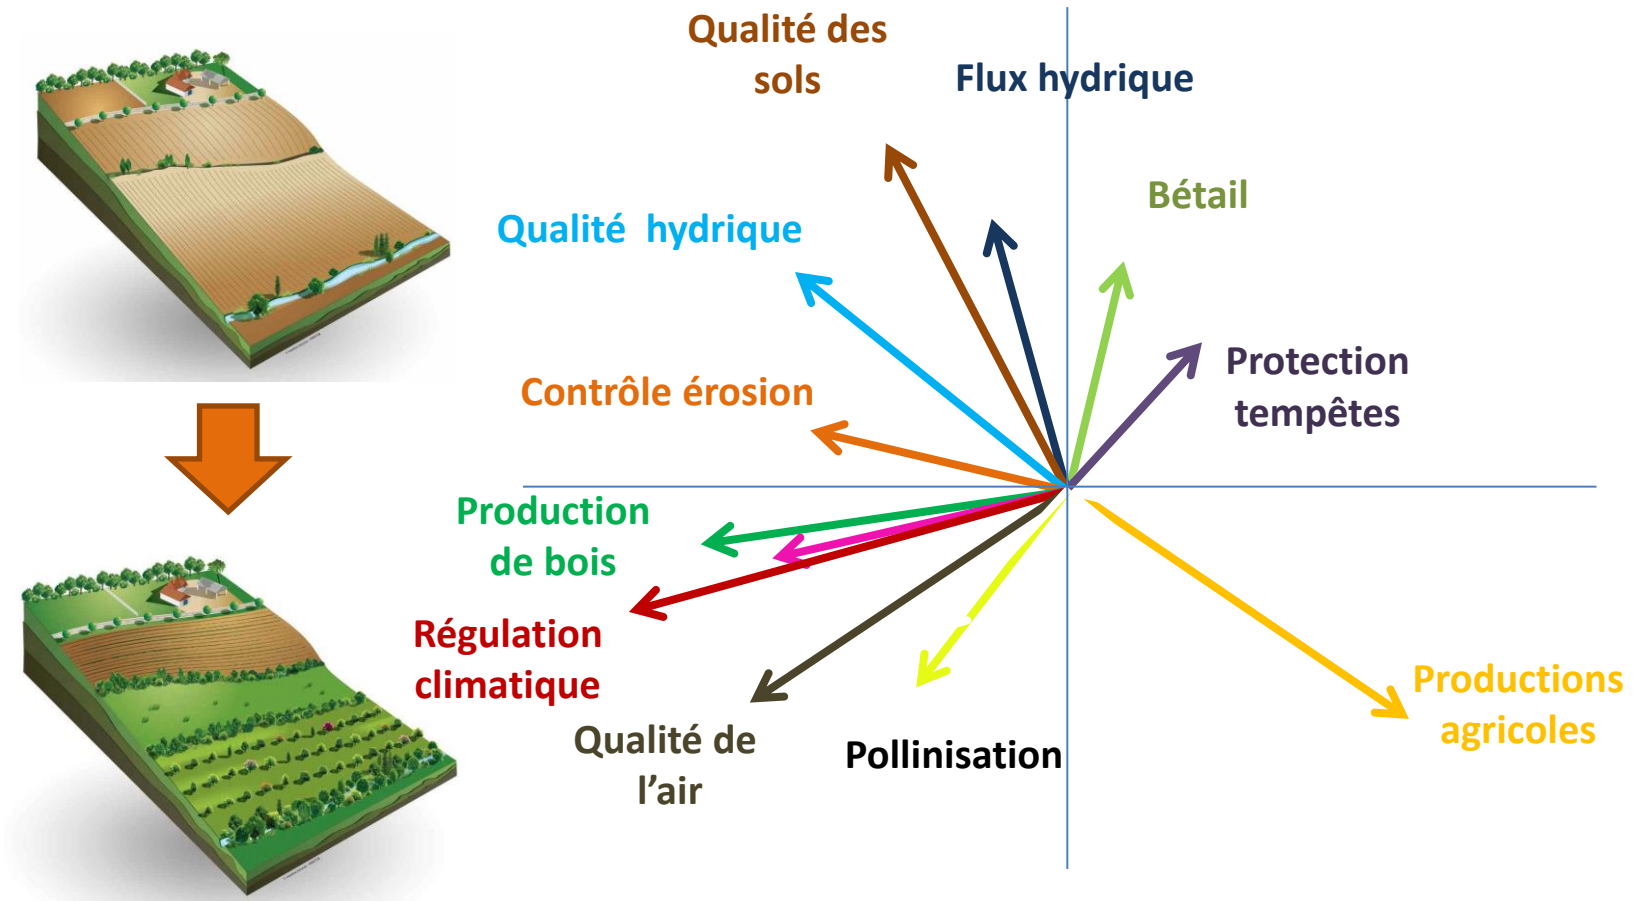 Qualité des
sols
Flux hydrique
Bétail
Qualité  hydrique
Protection
tempêtes
Contrôle érosion
Production
de bois
Régulation
climatique
Productions
agricoles
Qualité de
l’air
Pollinisation